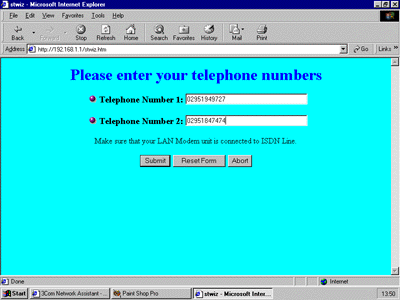 stwiz - Microsoft Internet Explorer
File Edit View Favorites Tools Help
Back Forward Stop Refresh Home Search Favorites History Mail Print
Address http://192.168.1.1/stwiz.htm Go Links »
Please enter your telephone numbers
Telephone Number 1: 02951949727
Telephone Number 2: 02951847474
Make sure that your LAN Modem unit is connected to ISDN Line.
Submit Reset Form Abort
Done Internet
Start 3Com Network Assistant - ... Paint Shop Pro stwiz - Microsoft Inter... 13:50